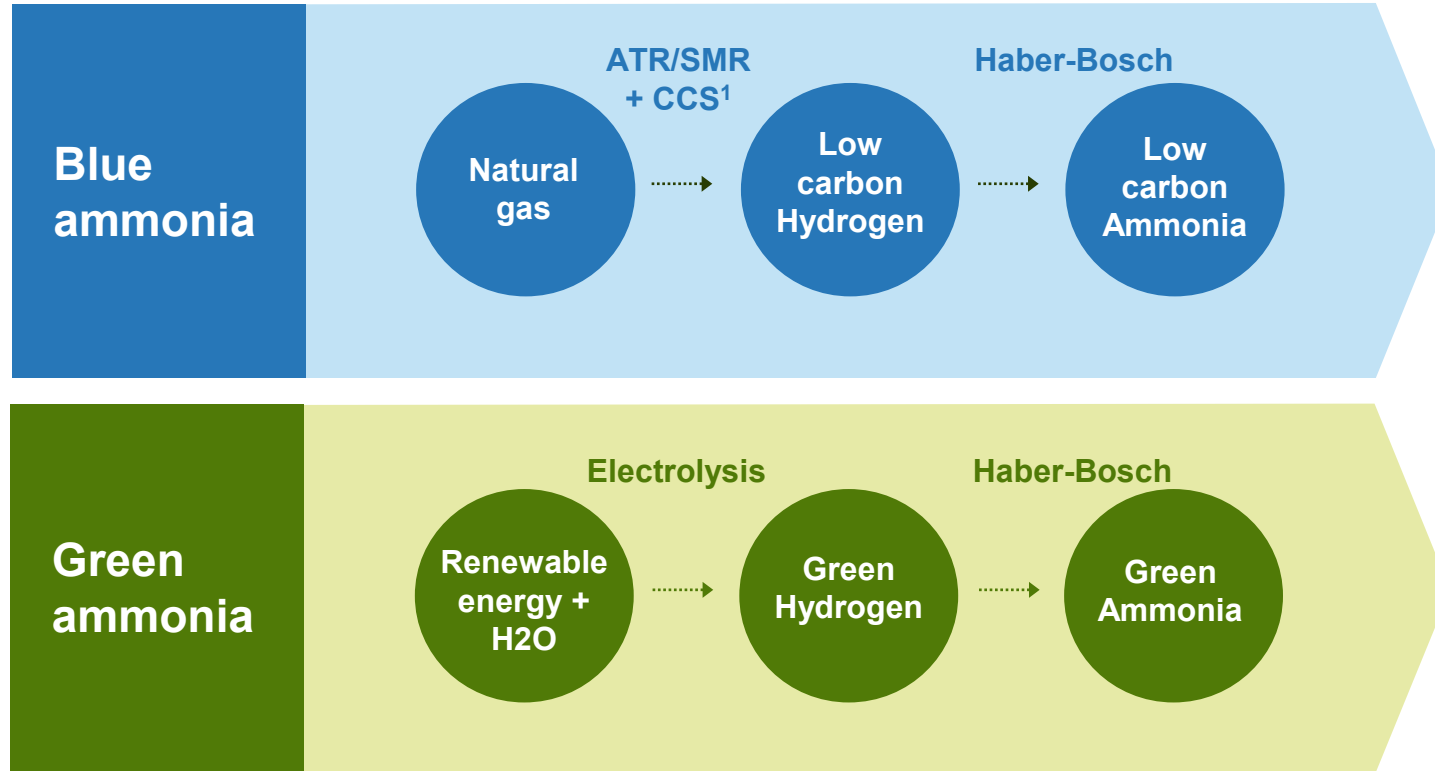 Blue
ammonia
ATR/SMR
+ CCS¹
Haber-Bosch
Natural
gas
Low
carbon
Hydrogen
Low
carbon
Ammonia
Green
ammonia
Electrolysis
Haber-Bosch
Renewable
energy +
H2O
Green
Hydrogen
Green
Ammonia